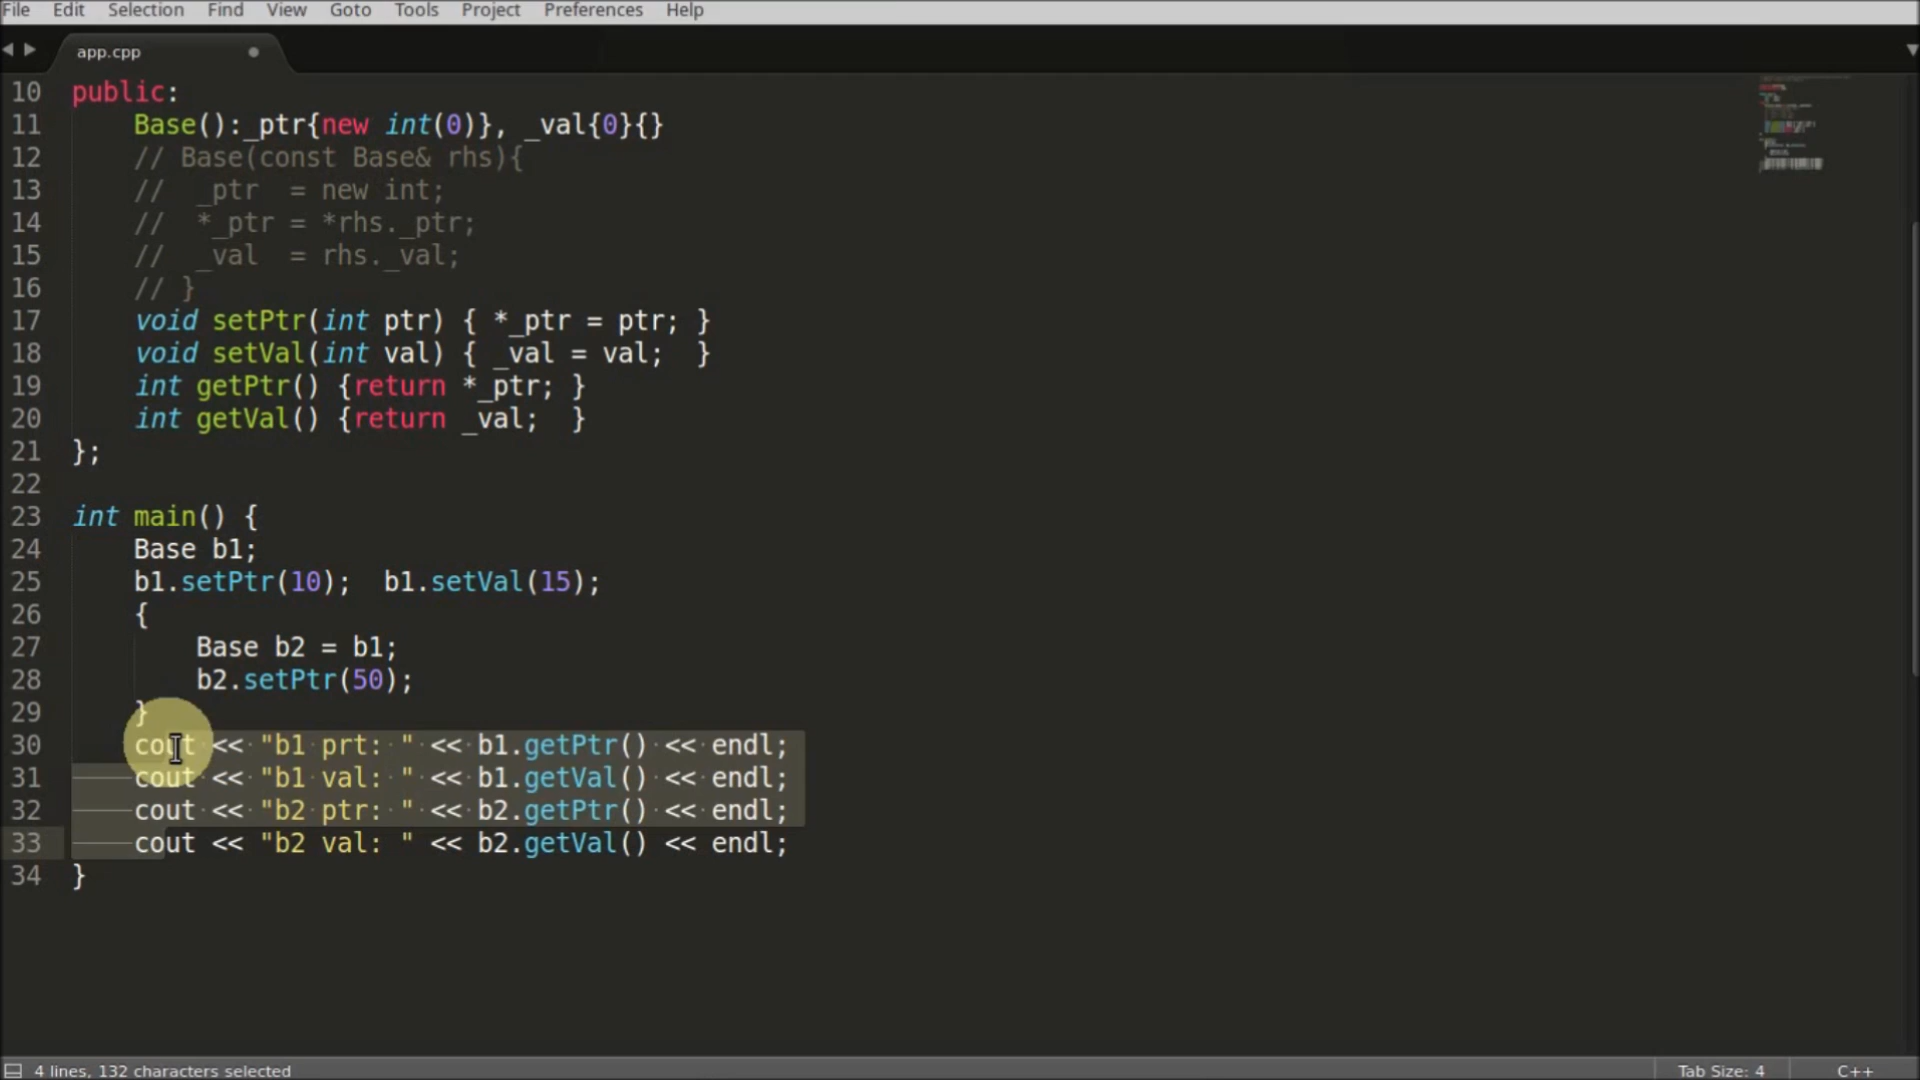 File Edit Selection Find View Goto Tools Project Preferences Help
app.cpp
10 public:
11     Base():_ptr{new int(0)}, _val{0}{}
12     // Base(const Base& rhs){
13     //  _ptr  = new int;
14     //  *_ptr = *rhs._ptr;
15     //  _val  = rhs._val;
16     // }
17     void setPtr(int ptr) { *_ptr = ptr; }
18     void setVal(int val) { _val = val;  }
19     int getPtr() {return *_ptr; }
20     int getVal() {return _val;  }
21 };
22
23 int main() {
24     Base b1;
25     b1.setPtr(10);  b1.setVal(15);
26     {
27         Base b2 = b1;
28         b2.setPtr(50);
29     }
30     cout << "b1 prt: " << b1.getPtr() << endl;
31     cout << "b1 val: " << b1.getVal() << endl;
32     cout << "b2 ptr: " << b2.getPtr() << endl;
33     cout << "b2 val: " << b2.getVal() << endl;
34 }
4 lines, 132 characters selected Tab Size: 4 C++